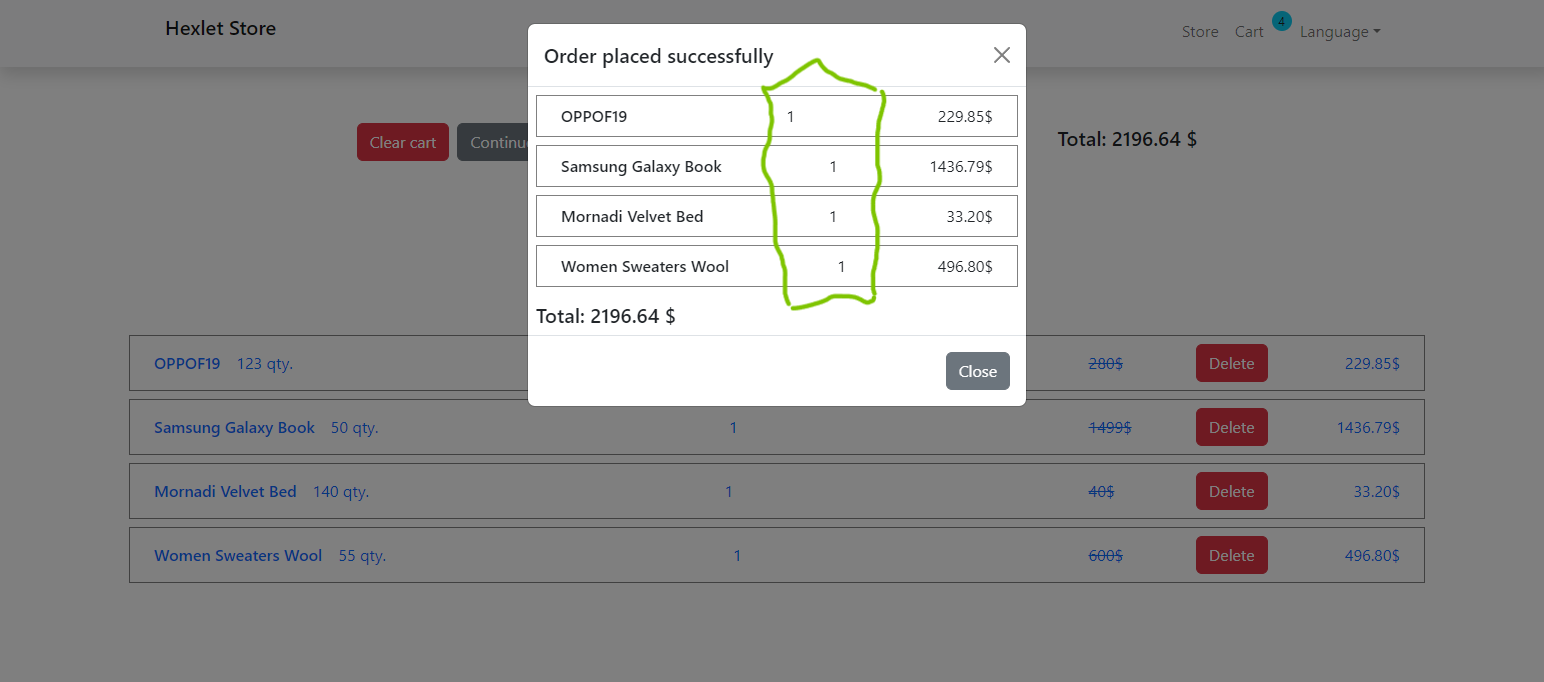 Hexlet Store
Store Cart 4 Language
Order placed successfully
OPPOF19 1 229.85$
Samsung Galaxy Book 1 1436.79$
Mornadi Velvet Bed 1 33.20$
Women Sweaters Wool 1 496.80$
Total: 2196.64 $
Close
Clear cart Continu
Total: 2196.64 $
OPPOF19 123 qty. 280$ Delete 229.85$
Samsung Galaxy Book 50 qty. 1 1499$ Delete 1436.79$
Mornadi Velvet Bed 140 qty. 1 40$ Delete 33.20$
Women Sweaters Wool 55 qty. 1 600$ Delete 496.80$